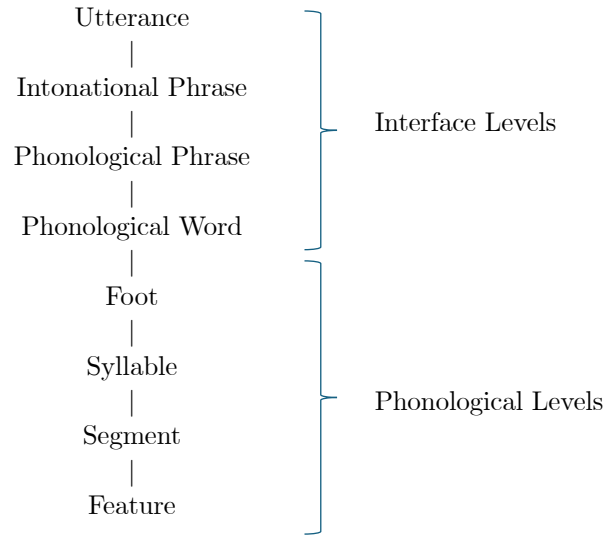 Utterance
Intonational Phrase
Interface Levels
Phonological Phrase
Phonological Word
Foot
Syllable
Phonological Levels
Segment
Feature